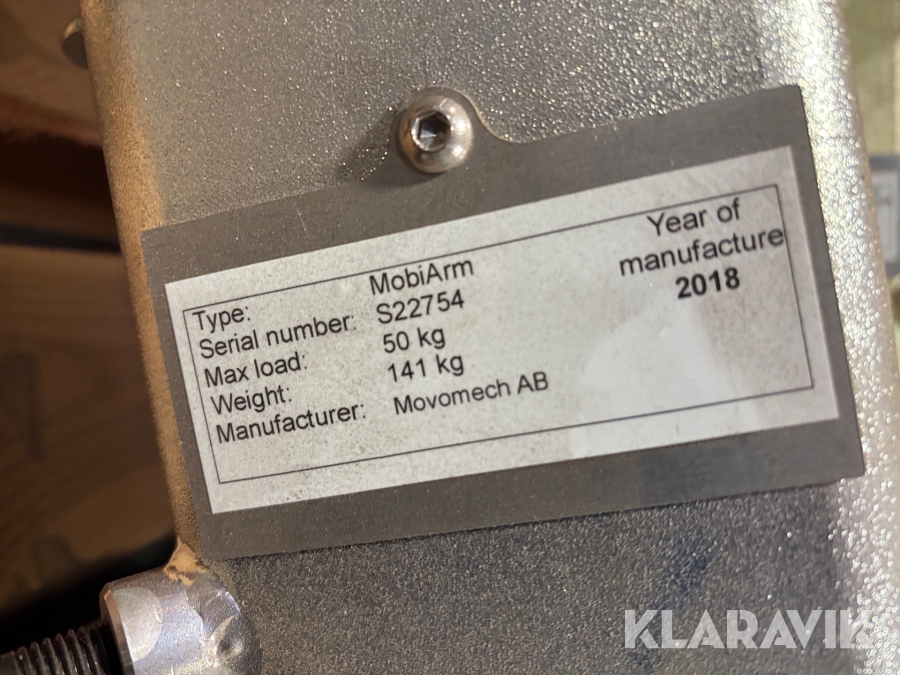 Type: MobiArm
Serial number: S22754
Max load: 50 kg
Weight: 141 kg
Manufacturer: Movomech AB
Year of
manufacture
2018
KLARAVIK